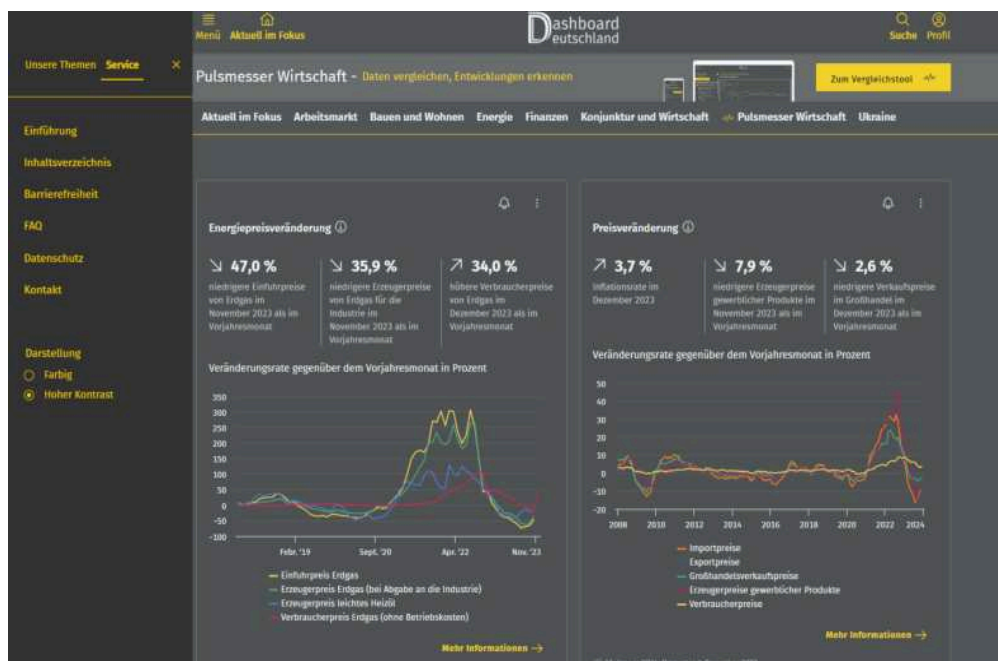 Unsere Themen Service ×
Einführung
Inhaltsverzeichnis
Barrierefreiheit
FAQ
Datenschutz
Kontakt
Darstellung
Farbig
Hoher Kontrast
Menü Aktuell im Fokus
Dashboard
Deutschland
Suche Profil
Pulsmesser Wirtschaft - Daten vergleichen, Entwicklungen erkennen
Zum Vergleichstool
Aktuell im Fokus Arbeitsmarkt Bauen und Wohnen Energie Finanzen Konjunktur und Wirtschaft Pulsmesser Wirtschaft Ukraine
Energiepreisveränderung
47,0 %
niedrigere Einfuhrpreise
von Erdgas im
November 2023 als im
Vorjahresmonat
35,9 %
niedrigere Erzeugerpreise
von Erdgas für die
Industrie im
November 2023 als im
Vorjahresmonat
34,0 %
höhere Verbraucherpreise
von Erdgas im
Dezember 2023 als im
Vorjahresmonat
Veränderungsrate gegenüber dem Vorjahresmonat in Prozent
350
300
250
200
150
100
50
0
-50
-100
Febr. '19 Sept. '20 Apr. '22 Nov. '23
Einfuhrpreis Erdgas
Erzeugerpreis Erdgas (bei Abgabe an die Industrie)
Erzeugerpreis leichtes Heizöl
Verbraucherpreis Erdgas (ohne Betriebskosten)
Mehr Informationen →
Preisveränderung
3,7 %
Inflationsrate im
Dezember 2023
7,9 %
niedrigere Erzeugerpreise
gewerblicher Produkte im
November 2023 als im
Vorjahresmonat
2,6 %
niedrigere Verkaufspreise
im Großhandel im
Dezember 2023 als im
Vorjahresmonat
Veränderungsrate gegenüber dem Vorjahresmonat in Prozent
50
40
30
20
10
0
-10
-20
2008 2010 2012 2014 2016 2018 2020 2022 2024
Importpreise
Exportpreise
Großhandelsverkaufspreise
Erzeugerpreise gewerblicher Produkte
Verbraucherpreise
Mehr Informationen →